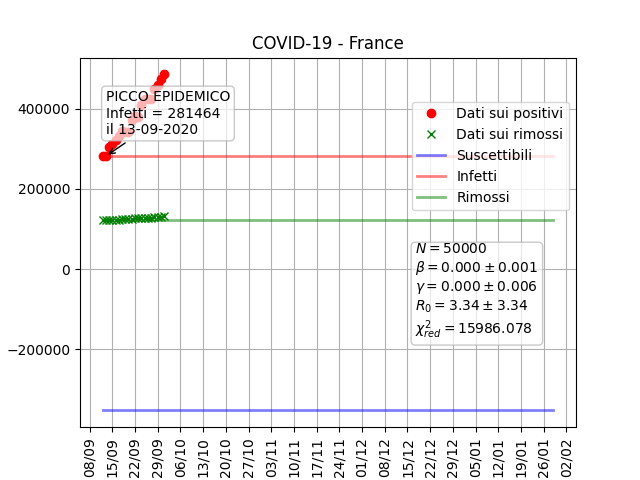 COVID-19 - France
400000
200000
0
−200000
PICCO EPIDEMICO
Infetti = 281464
il 13-09-2020
Dati sui positivi
Dati sui rimossi
Suscettibili
Infetti
Rimossi
N = 50000
β = 0.000 ± 0.001
γ = 0.000 ± 0.006
R₀ = 3.34 ± 3.34
χ²red = 15986.078
08/09 15/09 22/09 29/09 06/10 13/10 20/10 27/10 03/11 10/11 17/11 24/11 01/12 08/12 15/12 22/12 29/12 05/01 12/01 19/01 26/01 02/02